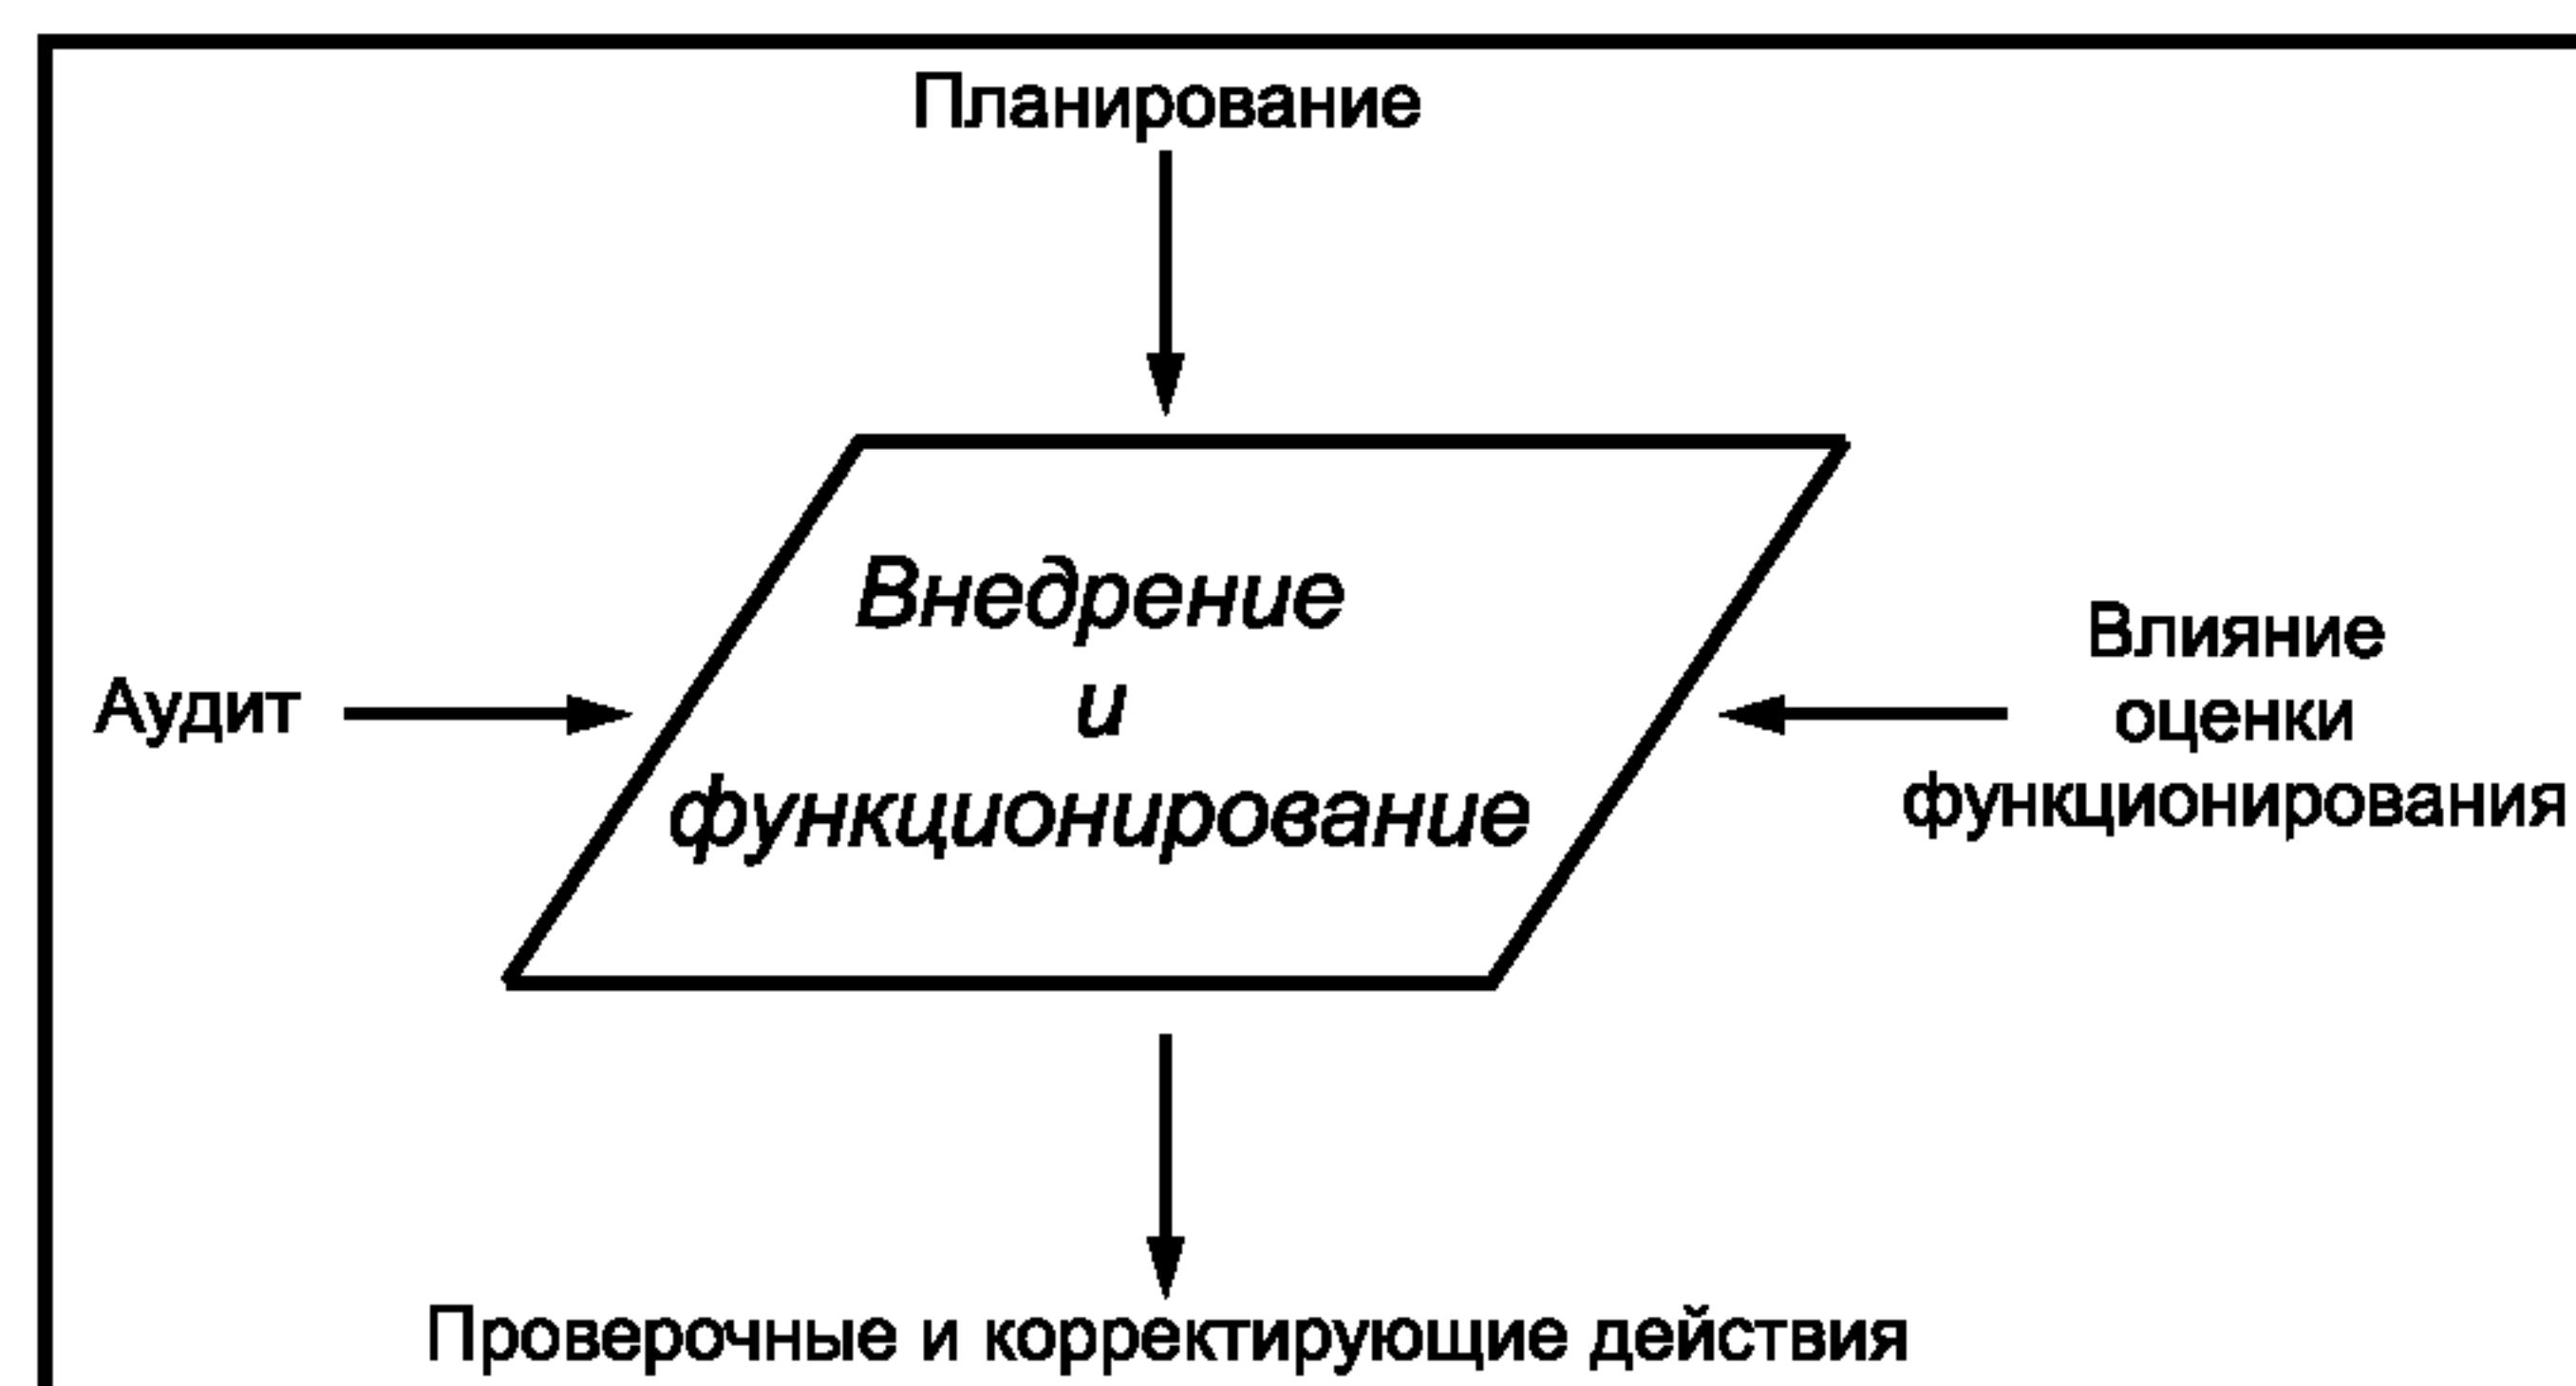 Планирование
Внедрение
и
функционирование
Аудит
Влияние
оценки
функционирования
Проверочные и корректирующие действия